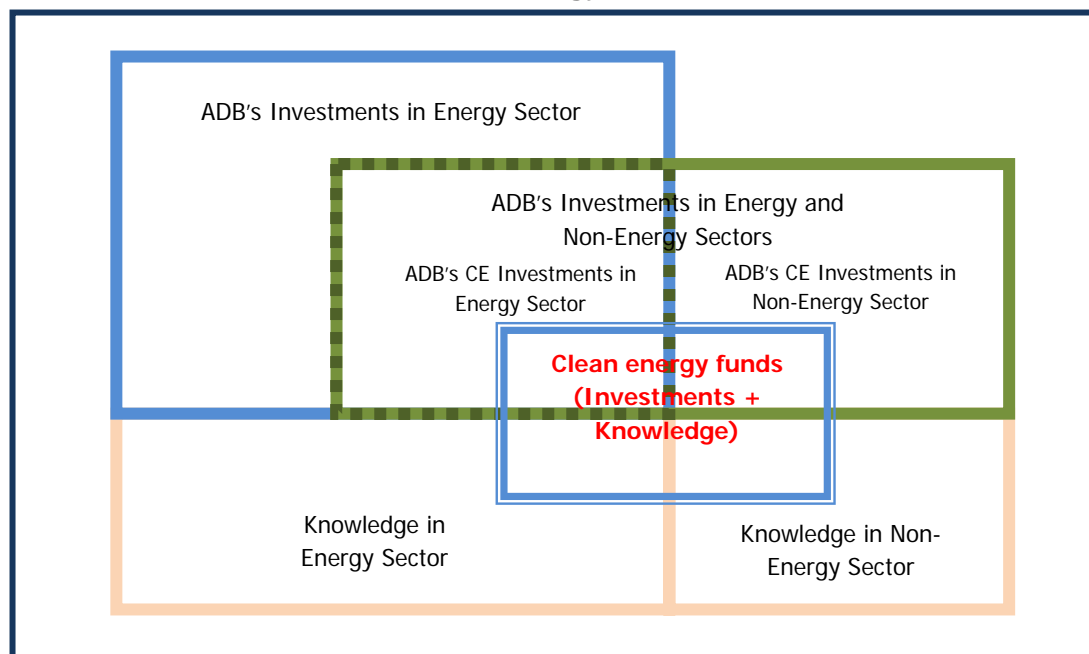 ADB's Investments in Energy Sector
ADB's Investments in Energy and
Non-Energy Sectors
ADB's CE Investments in
Energy Sector
ADB's CE Investments in
Non-Energy Sector
Clean energy funds
(Investments +
Knowledge)
Knowledge in
Energy Sector
Knowledge in Non-
Energy Sector